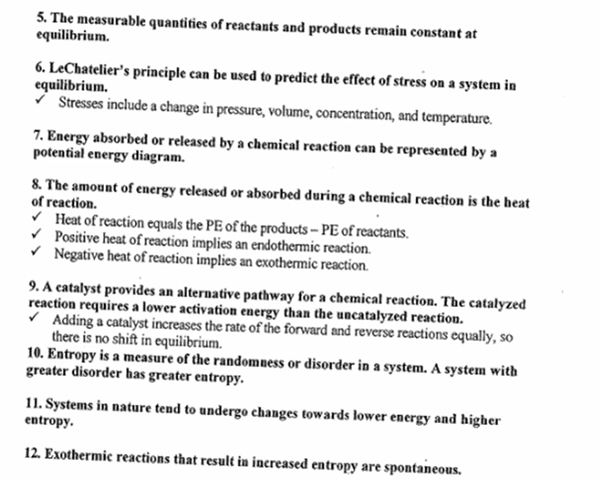 5. The measurable quantities of reactants and products remain constant at
equilibrium.
6. LeChatelier's principle can be used to predict the effect of stress on a system in
equilibrium.
✓ Stresses include a change in pressure, volume, concentration, and temperature.
7. Energy absorbed or released by a chemical reaction can be represented by a
potential energy diagram.
8. The amount of energy released or absorbed during a chemical reaction is the heat
of reaction.
✓ Heat of reaction equals the PE of the products – PE of reactants.
✓ Positive heat of reaction implies an endothermic reaction.
✓ Negative heat of reaction implies an exothermic reaction.
9. A catalyst provides an alternative pathway for a chemical reaction. The catalyzed
reaction requires a lower activation energy than the uncatalyzed reaction.
✓ Adding a catalyst increases the rate of the forward and reverse reactions equally, so
there is no shift in equilibrium.
10. Entropy is a measure of the randomness or disorder in a system. A system with
greater disorder has greater entropy.
11. Systems in nature tend to undergo changes towards lower energy and higher
entropy.
12. Exothermic reactions that result in increased entropy are spontaneous.